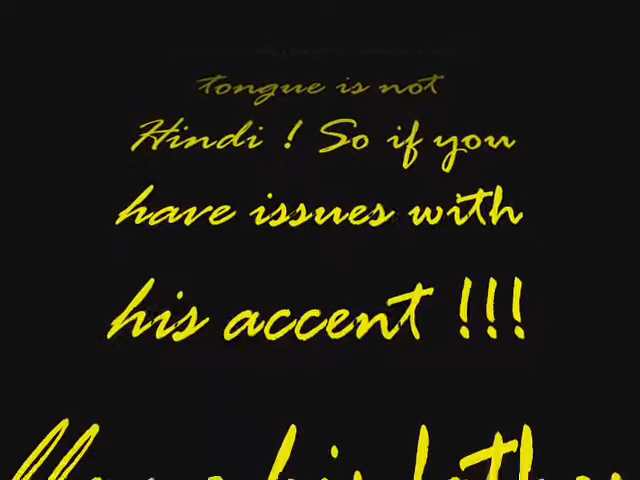 tongue is not
Hindi ! So if you
have issues with
his accent !!!